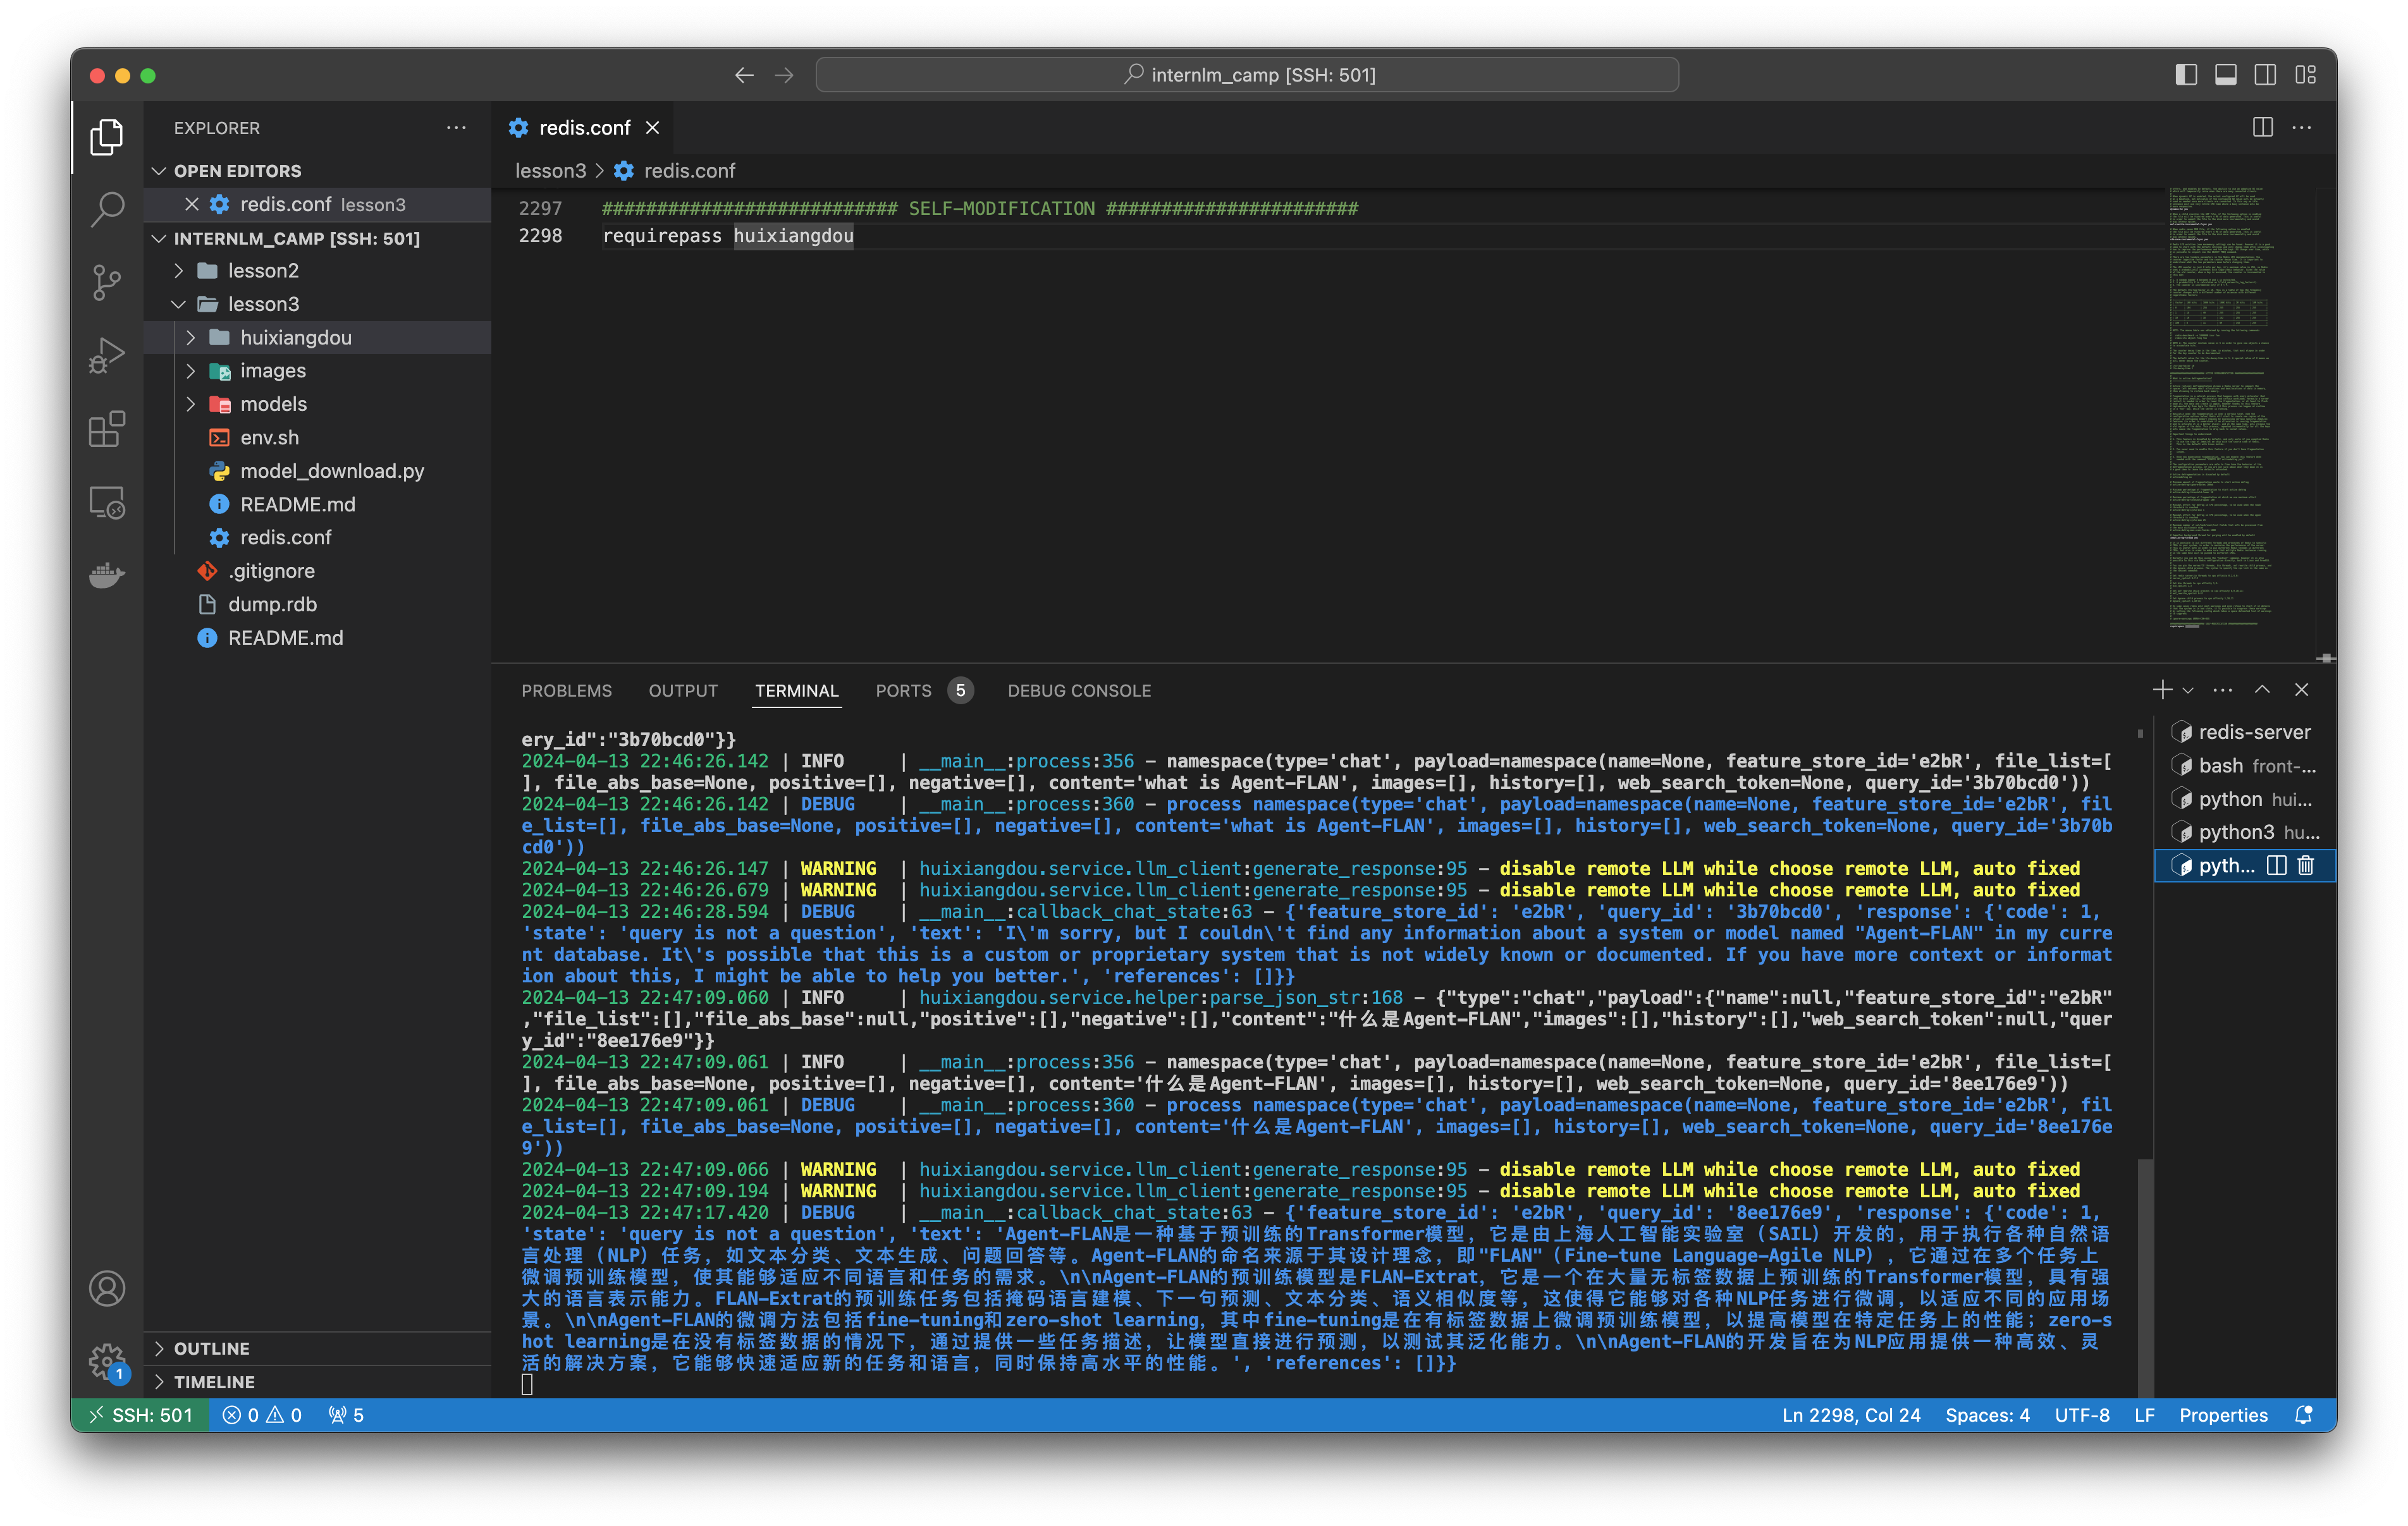 internlm_camp [SSH: 501]
EXPLORER
OPEN EDITORS
redis.conf lesson3
INTERNLM_CAMP [SSH: 501]
lesson2
lesson3
huixiangdou
images
models
env.sh
model_download.py
README.md
redis.conf
.gitignore
dump.rdb
README.md
OUTLINE
TIMELINE
redis.conf
lesson3 > redis.conf
2297 ########################### SELF-MODIFICATION #######################
2298 requirepass huixiangdou
PROBLEMS OUTPUT TERMINAL PORTS 5 DEBUG CONSOLE
ery_id":"3b70bcd0"}}
2024-04-13 22:46:26.142 | INFO     | __main__:process:356 - namespace(type='chat', payload=namespace(name=None, feature_store_id='e2bR', file_list=[
], file_abs_base=None, positive=[], negative=[], content='what is Agent-FLAN', images=[], history=[], web_search_token=None, query_id='3b70bcd0'))
2024-04-13 22:46:26.142 | DEBUG    | __main__:process:360 - process namespace(type='chat', payload=namespace(name=None, feature_store_id='e2bR', fil
e_list=[], file_abs_base=None, positive=[], negative=[], content='what is Agent-FLAN', images=[], history=[], web_search_token=None, query_id='3b70b
cd0'))
2024-04-13 22:46:26.147 | WARNING  | huixiangdou.service.llm_client:generate_response:95 - disable remote LLM while choose remote LLM, auto fixed
2024-04-13 22:46:26.679 | WARNING  | huixiangdou.service.llm_client:generate_response:95 - disable remote LLM while choose remote LLM, auto fixed
2024-04-13 22:46:28.594 | DEBUG    | __main__:callback_chat_state:63 - {'feature_store_id': 'e2bR', 'query_id': '3b70bcd0', 'response': {'code': 1,
'state': 'query is not a question', 'text': 'I\'m sorry, but I couldn\'t find any information about a system or model named "Agent-FLAN" in my curre
nt database. It\'s possible that this is a custom or proprietary system that is not widely known or documented. If you have more context or informat
ion about this, I might be able to help you better.', 'references': []}}
2024-04-13 22:47:09.060 | INFO     | huixiangdou.service.helper:parse_json_str:168 - {"type":"chat","payload":{"name":null,"feature_store_id":"e2bR"
,"file_list":[],"file_abs_base":null,"positive":[],"negative":[],"content":"什么是Agent-FLAN","images":[],"history":[],"web_search_token":null,"quer
y_id":"8ee176e9"}}
2024-04-13 22:47:09.061 | INFO     | __main__:process:356 - namespace(type='chat', payload=namespace(name=None, feature_store_id='e2bR', file_list=[
], file_abs_base=None, positive=[], negative=[], content='什么是Agent-FLAN', images=[], history=[], web_search_token=None, query_id='8ee176e9'))
2024-04-13 22:47:09.061 | DEBUG    | __main__:process:360 - process namespace(type='chat', payload=namespace(name=None, feature_store_id='e2bR', fil
e_list=[], file_abs_base=None, positive=[], negative=[], content='什么是Agent-FLAN', images=[], history=[], web_search_token=None, query_id='8ee176e
9'))
2024-04-13 22:47:09.066 | WARNING  | huixiangdou.service.llm_client:generate_response:95 - disable remote LLM while choose remote LLM, auto fixed
2024-04-13 22:47:09.194 | WARNING  | huixiangdou.service.llm_client:generate_response:95 - disable remote LLM while choose remote LLM, auto fixed
2024-04-13 22:47:17.420 | DEBUG    | __main__:callback_chat_state:63 - {'feature_store_id': 'e2bR', 'query_id': '8ee176e9', 'response': {'code': 1,
'state': 'query is not a question', 'text': 'Agent-FLAN是一种基于预训练的Transformer模型，它是由上海人工智能实验室（SAIL）开发的，用于执行各种自然语
言处理（NLP）任务，如文本分类、文本生成、问题回答等。Agent-FLAN的命名来源于其设计理念，即"FLAN"（Fine-tune Language-Agile NLP），它通过在多个任务上
微调预训练模型，使其能够适应不同语言和任务的需求。\n\nAgent-FLAN的预训练模型是FLAN-Extrat，它是一个在大量无标签数据上预训练的Transformer模型，具有强
大的语言表示能力。FLAN-Extrat的预训练任务包括掩码语言建模、下一句预测、文本分类、语义相似度等，这使得它能够对各种NLP任务进行微调，以适应不同的应用场
景。\n\nAgent-FLAN的微调方法包括fine-tuning和zero-shot learning，其中fine-tuning是在有标签数据上微调预训练模型，以提高模型在特定任务上的性能；zero-s
hot learning是在没有标签数据的情况下，通过提供一些任务描述，让模型直接进行预测，以测试其泛化能力。\n\nAgent-FLAN的开发旨在为NLP应用提供一种高效、灵
活的解决方案，它能够快速适应新的任务和语言，同时保持高水平的性能。', 'references': []}}
redis-server
bash front-...
python hui...
python3 hu...
pyth...
1
SSH: 501 0 0 5 Ln 2298, Col 24 Spaces: 4 UTF-8 LF Properties